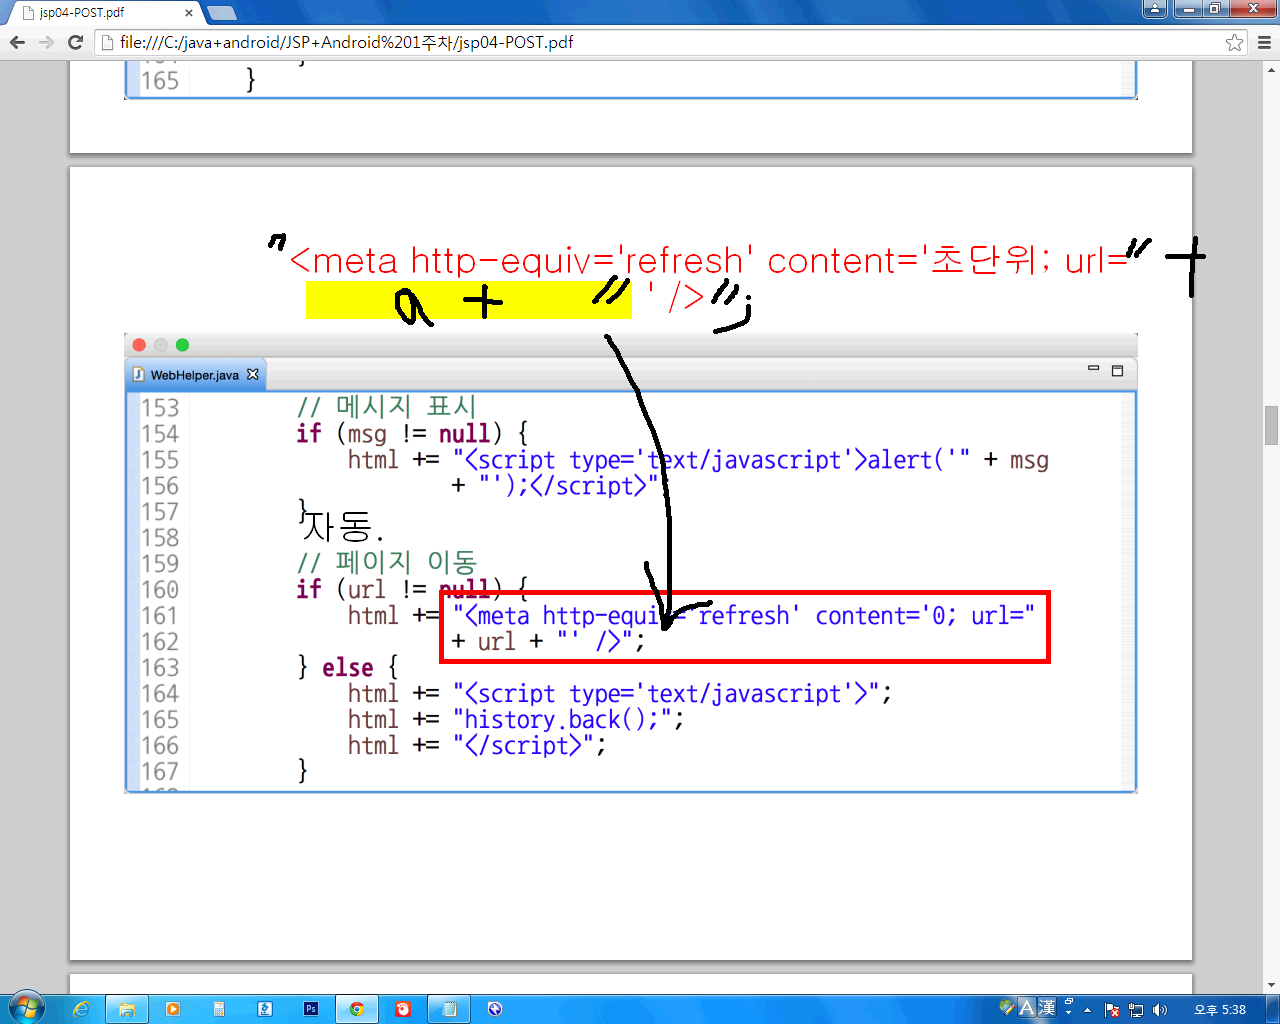 jsp04-POST.pdf
file:///C:/java+android/JSP+Android%201주차/jsp04-POST.pdf
165 }
"<meta http-equiv='refresh' content='초단위; url=" +
a + " ' />";
WebHelper.java
153 // 메시지 표시
154 if (msg != null) {
155 html += "<script type='text/javascript'>alert('" + msg
156 + "');</script>"
157 }
158 자동.
159 // 페이지 이동
160 if (url != null) {
161 html += "<meta http-equiv= refresh' content='0; url="
162 + url + "' />";
163 } else {
164 html += "<script type='text/javascript'>";
165 html += "history.back();";
166 html += "</script>";
167 }
A 漢 오후 5:38